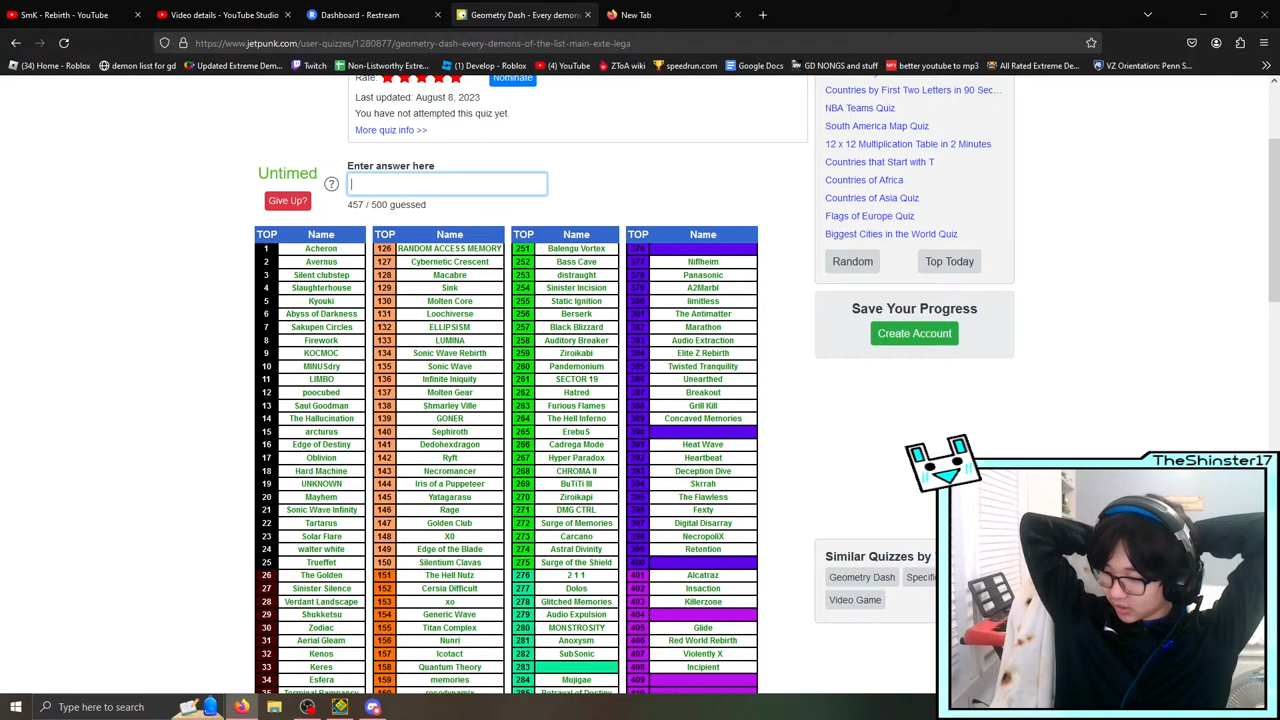 SmK - ReBirth - YouTube
Video details - YouTube Studio
Dashboard - Restream
Geometry Dash - Every demons
New Tab
https://www.jetpunk.com/user-quizzes/1280877/geometry-dash-every-demons-of-the-list-main-exte-lega
(34) Home - Roblox
demon lisst for gd
Updated Extreme Dem...
Twitch
Non-Listworthy Extre...
(1) Develop - Roblox
(4) YouTube
ZToA wiki
speedrun.com
Google Docs
GD NONGS and stuff
better youtube to mp3
All Rated Extreme De...
VZ Orientation: Penn S...
Rate:
Nominate
Last updated: August 8, 2023
You have not attempted this quiz yet.
More quiz info >>
Untimed
Give Up?
?
Enter answer here
457 / 500 guessed
TOP Name
1 Acheron
2 Avernus
3 Silent clubstep
4 Slaughterhouse
5 Kyouki
6 Abyss of Darkness
7 Sakupen Circles
8 Firework
9 KOCMOC
10 MINUSdry
11 LIMBO
12 poocubed
13 Saul Goodman
14 The Hallucination
15 arcturus
16 Edge of Destiny
17 Oblivion
18 Hard Machine
19 UNKNOWN
20 Mayhem
21 Sonic Wave Infinity
22 Tartarus
23 Solar Flare
24 walter white
25 Trueffet
26 The Golden
27 Sinister Silence
28 Verdant Landscape
29 Shukketsu
30 Zodiac
31 Aerial Gleam
32 Kenos
33 Keres
34 Esfera
35 Terminal Rampancy
TOP Name
126 RANDOM ACCESS MEMORY
127 Cybernetic Crescent
128 Macabre
129 Sink
130 Molten Core
131 Loochiverse
132 ELLIPSISM
133 LUMINA
134 Sonic Wave Rebirth
135 Sonic Wave
136 Infinite Iniquity
137 Molten Gear
138 Shmarley Ville
139 GONER
140 Sephiroth
141 Dedohexdragon
142 Ryft
143 Necromancer
144 Iris of a Puppeteer
145 Yatagarasu
146 Rage
147 Golden Club
148 X0
149 Edge of the Blade
150 Silentium Clavas
151 The Hell Nutz
152 Cersia Difficult
153 xo
154 Generic Wave
155 Titan Complex
156 Nunri
157 Icotact
158 Quantum Theory
159 memories
TOP Name
251 Balengu Vortex
252 Bass Cave
253 distraught
254 Sinister Incision
255 Static Ignition
256 Berserk
257 Black Blizzard
258 Auditory Breaker
259 Ziroikabi
260 Pandemonium
261 SECTOR 19
262 Hatred
263 Furious Flames
264 The Hell Inferno
265 ErebuS
266 Cadrega Mode
267 Hyper Paradox
268 CHROMA II
269 BuTiTi III
270 Ziroikapi
271 DMG CTRL
272 Surge of Memories
273 Carcano
274 Astral Divinity
275 Surge of the Shield
276 2 1 1
277 Dolos
278 Glitched Memories
279 Audio Expulsion
280 MONSTROSITY
281 Anoxysm
282 SubSonic
283
284 Mujigae
285 Betrayal of Destiny
TOP Name
376
377 Niflheim
378 Panasonic
379 A2Marbl
380 limitless
381 The Antimatter
382 Marathon
383 Audio Extraction
384 Elite Z Rebirth
385 Twisted Tranquility
386 Unearthed
387 Breakout
388 Grill Kill
389 Concaved Memories
390
391 Heat Wave
392 Heartbeat
393 Deception Dive
394 Skrrah
395 The Flawless
396 Fexty
397 Digital Disarray
398 NecropoliX
399 Retention
400
401 Alcatraz
402 Insaction
403 Killerzone
404
405 Glide
406 Red World Rebirth
407 Violently X
408 Incipient
409
410
Countries by First Two Letters in 90 Sec...
NBA Teams Quiz
South America Map Quiz
12 x 12 Multiplication Table in 2 Minutes
Countries that Start with T
Countries of Africa
Countries of Asia Quiz
Flags of Europe Quiz
Biggest Cities in the World Quiz
Random
Top Today
Save Your Progress
Create Account
Similar Quizzes by
Geometry Dash
Specifi
Video Game
TheShinster17
Type here to search